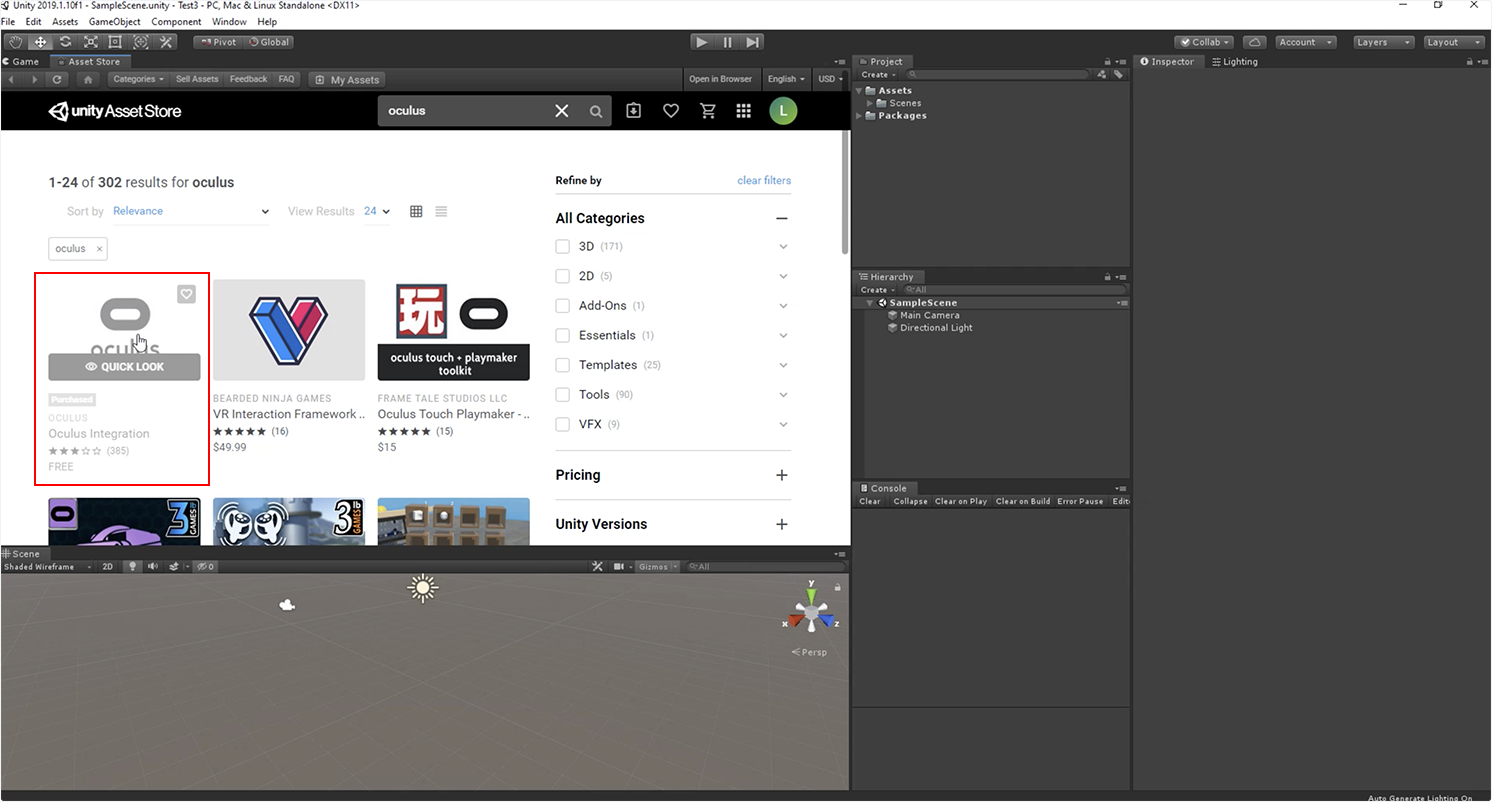 Unity 2019.1.10f1 - SampleScene.unity - Test3 - PC, Mac & Linux Standalone <DX11>
File Edit Assets GameObject Component Window Help
Pivot Global Collab Account Layers Layout
Game Asset Store
Categories Sell Assets Feedback FAQ My Assets Open in Browser English USD
unity Asset Store oculus L
1-24 of 302 results for oculus
Sort by Relevance View Results 24
oculus ×
oculus
QUICK LOOK
Purchased
OCULUS
Oculus Integration
(385)
FREE
BEARDED NINJA GAMES
VR Interaction Framework ..
(16)
$49.99
玩
oculus touch + playmaker
toolkit
FRAME TALE STUDIOS LLC
Oculus Touch Playmaker - ..
(15)
$15
3 GAMES
3 GAMES
Refine by clear filters
All Categories
3D (171)
2D (5)
Add-Ons (1)
Essentials (1)
Templates (25)
Tools (90)
VFX (9)
Pricing
Unity Versions
Scene
Shaded Wireframe 2D 0 Gizmos All
y
x z
Persp
Project
Create
Assets
Scenes
Packages
Hierarchy
Create All
SampleScene
Main Camera
Directional Light
Console
Clear Collapse Clear on Play Clear on Build Error Pause Edit
Inspector Lighting
Auto Generate Lighting On